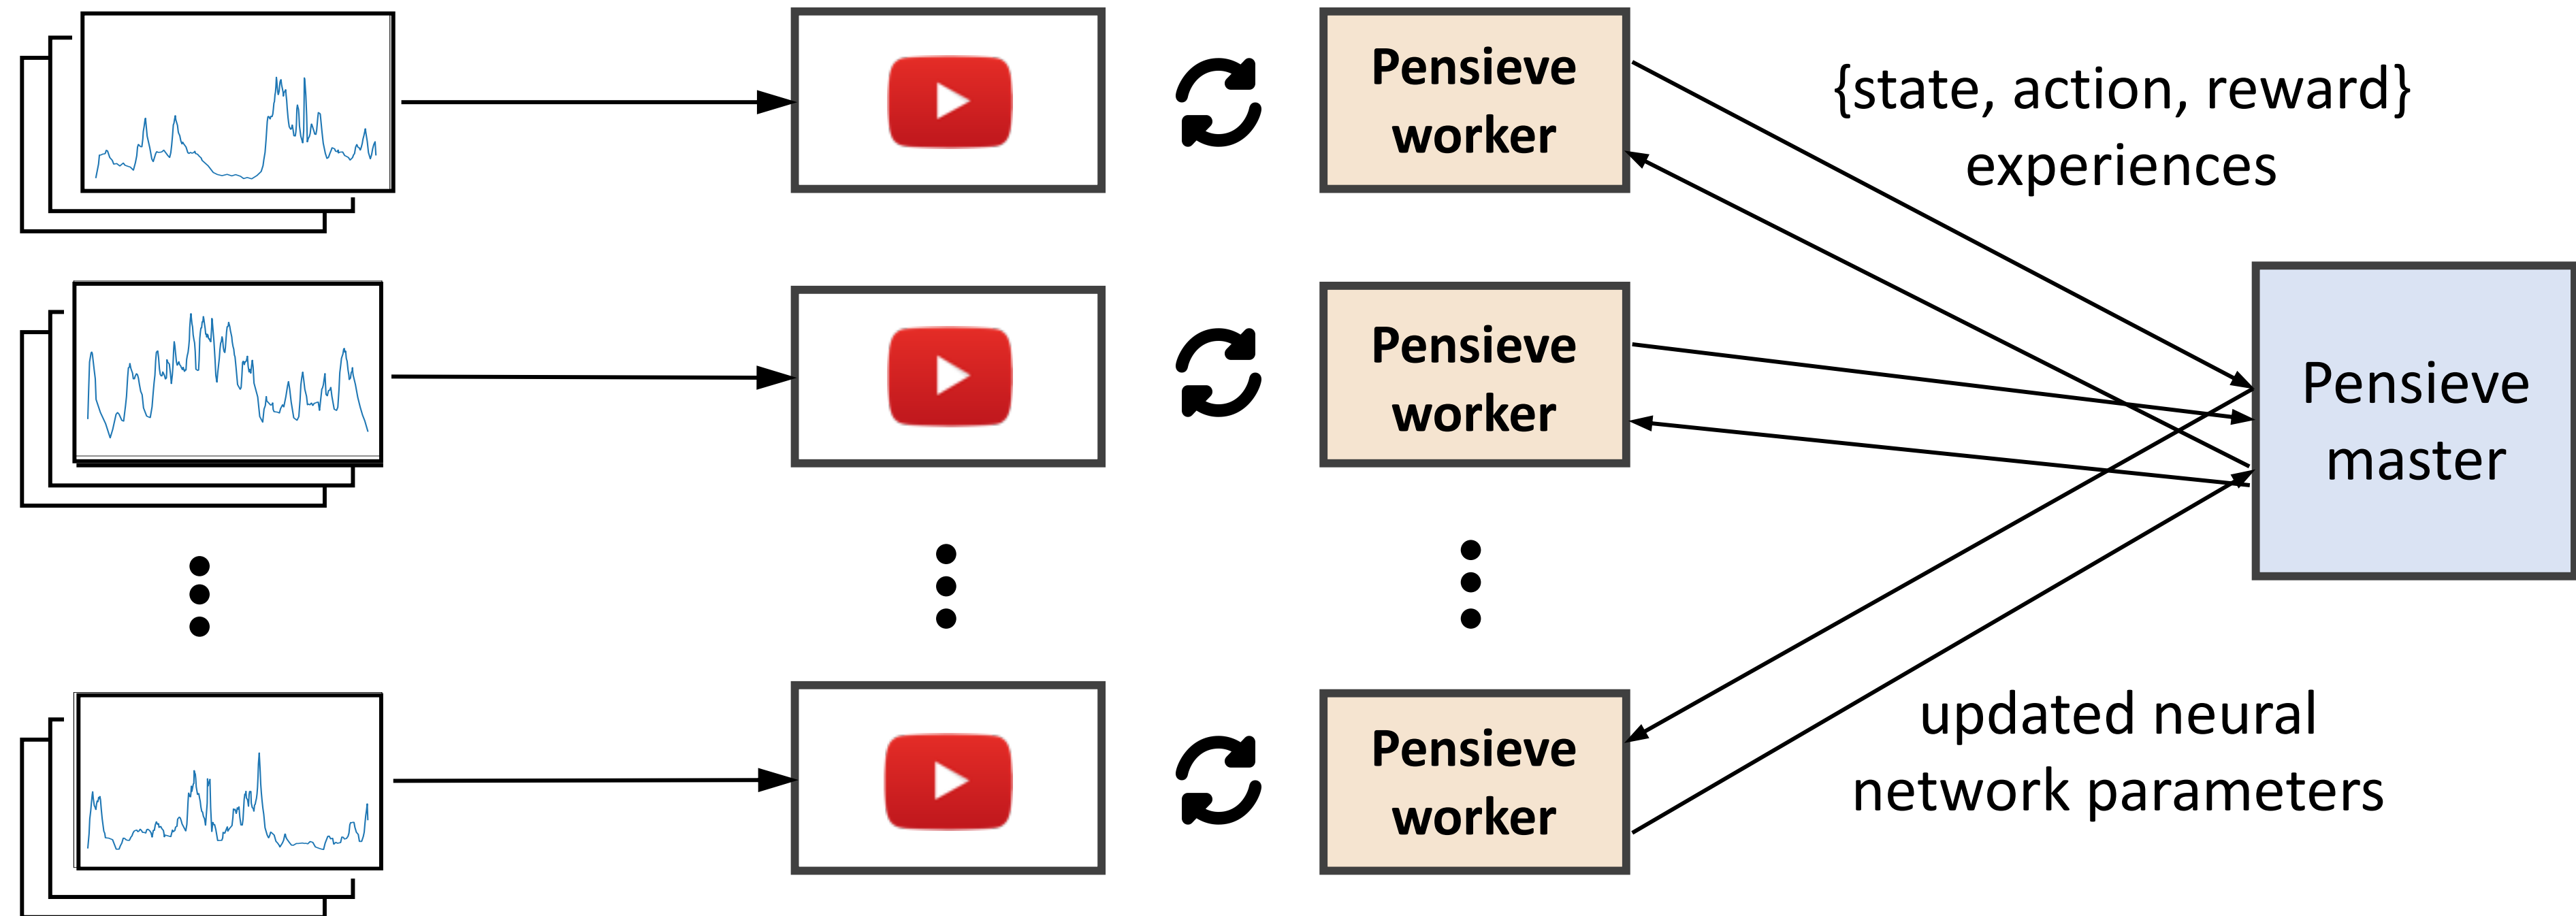 Pensieve
worker
{state, action, reward}
experiences
Pensieve
worker
Pensieve
master
Pensieve
worker
updated neural
network parameters